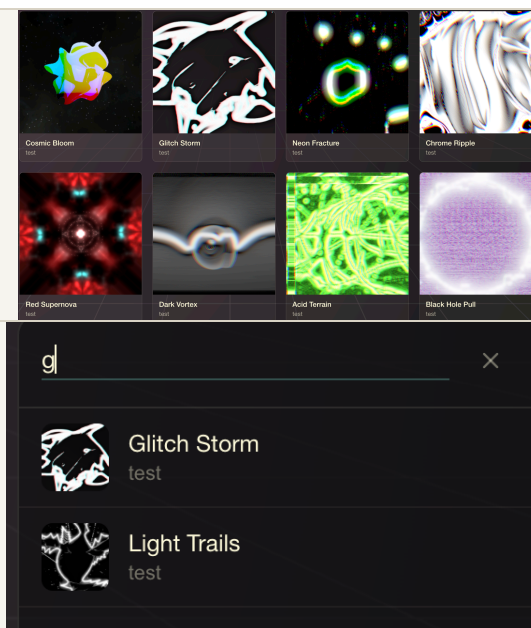 Cosmic Bloom
test
Glitch Storm
test
Neon Fracture
test
Chrome Ripple
test
Red Supernova
test
Dark Vortex
test
Acid Terrain
test
Black Hole Pull
test
g
Glitch Storm
test
Light Trails
test